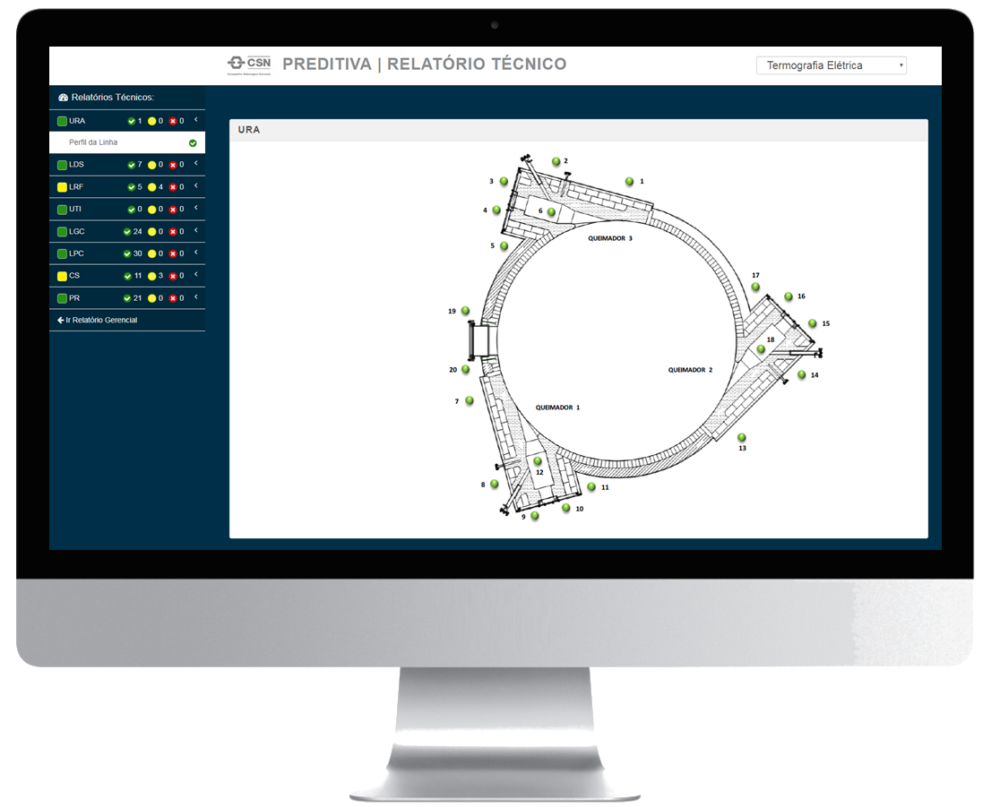 CSN
Companhia Siderúrgica Nacional
PREDITIVA | RELATÓRIO TÉCNICO
Termografia Elétrica
Relatórios Técnicos:
URA 1 0 0
Perfil da Linha
LDS 7 0 0
LRF 5 4 0
UTI 0 0 0
LGC 24 0 0
LPC 30 0 0
CS 11 3 0
PR 21 0 0
Ir Relatório Gerencial
URA
2
3
1
4
6
5
QUEIMADOR 3
17
16
19
15
18
20
QUEIMADOR 2
14
7
QUEIMADOR 1
13
12
8
11
10
9